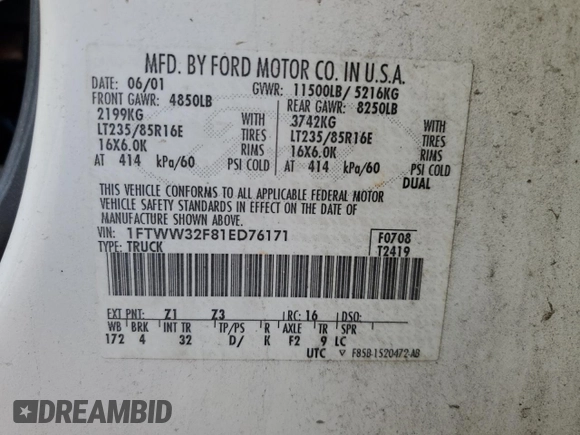 MFD. BY FORD MOTOR CO. IN U.S.A.
DATE: 06/01 GVWR: 11500LB/ 5216KG
FRONT GAWR: 4850LB REAR GAWR: 8250LB
2199KG WITH 3742KG WITH
LT235/85R16E TIRES LT235/85R16E TIRES
16X6.0K RIMS 16X6.0K RIMS
AT 414 kPa/60 PSI COLD AT 414 kPa/60 PSI COLD
DUAL
THIS VEHICLE CONFORMS TO ALL APPLICABLE FEDERAL MOTOR
VEHICLE SAFETY STANDARDS IN EFFECT ON THE DATE OF
MANUFACTURE SHOWN ABOVE.
VIN: 1FTWW32F81ED76171 F0708
TYPE: TRUCK T2419
EXT PNT: Z1 Z3 RC: 16 DSO:
WB BRK INT TR TP/PS R AXLE TR SPR
172 4 32 D/ K F2 9 LC
UTC ▽ F85B-1520472-AB
DREAMBID